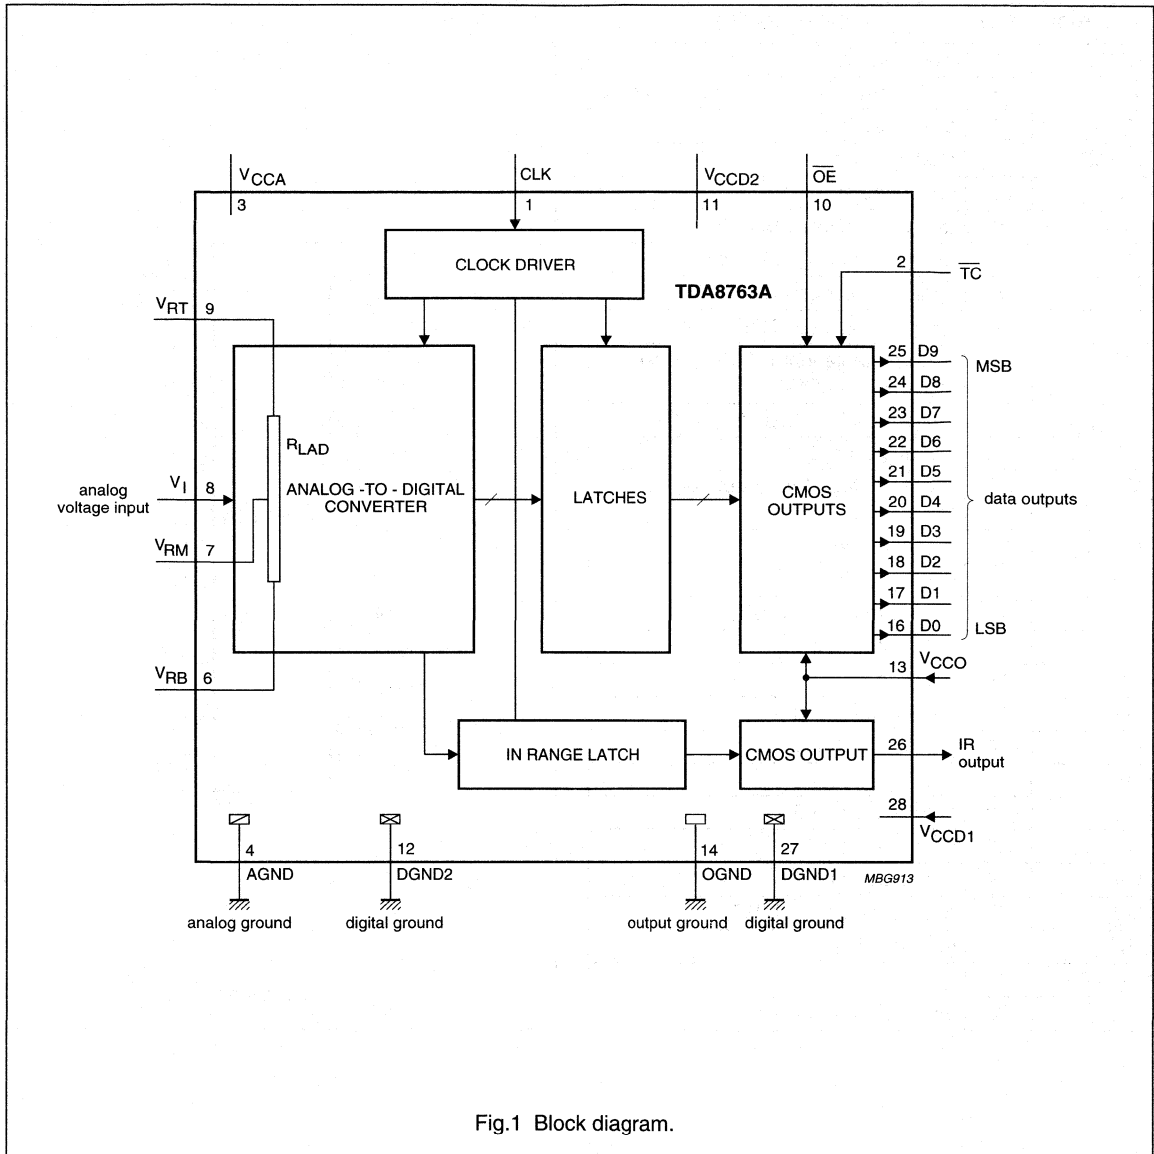 VCCA CLK VCCD2 OE
3 1 11 10
CLOCK DRIVER
2 TC
TDA8763A
VRT 9
25 D9 MSB
24 D8
23 D7
22 D6
21 D5
20 D4
19 D3
18 D2
17 D1
16 D0 LSB
data outputs
RLAD
ANALOG -TO - DIGITAL
CONVERTER
LATCHES
CMOS
OUTPUTS
analog
voltage input
VI 8
VRM 7
VRB 6
13 VCCO
IN RANGE LATCH
CMOS OUTPUT
26 IR
output
28
VCCD1
4 12 14 27
AGND DGND2 OGND DGND1 MBG913
analog ground digital ground output ground digital ground
Fig.1 Block diagram.